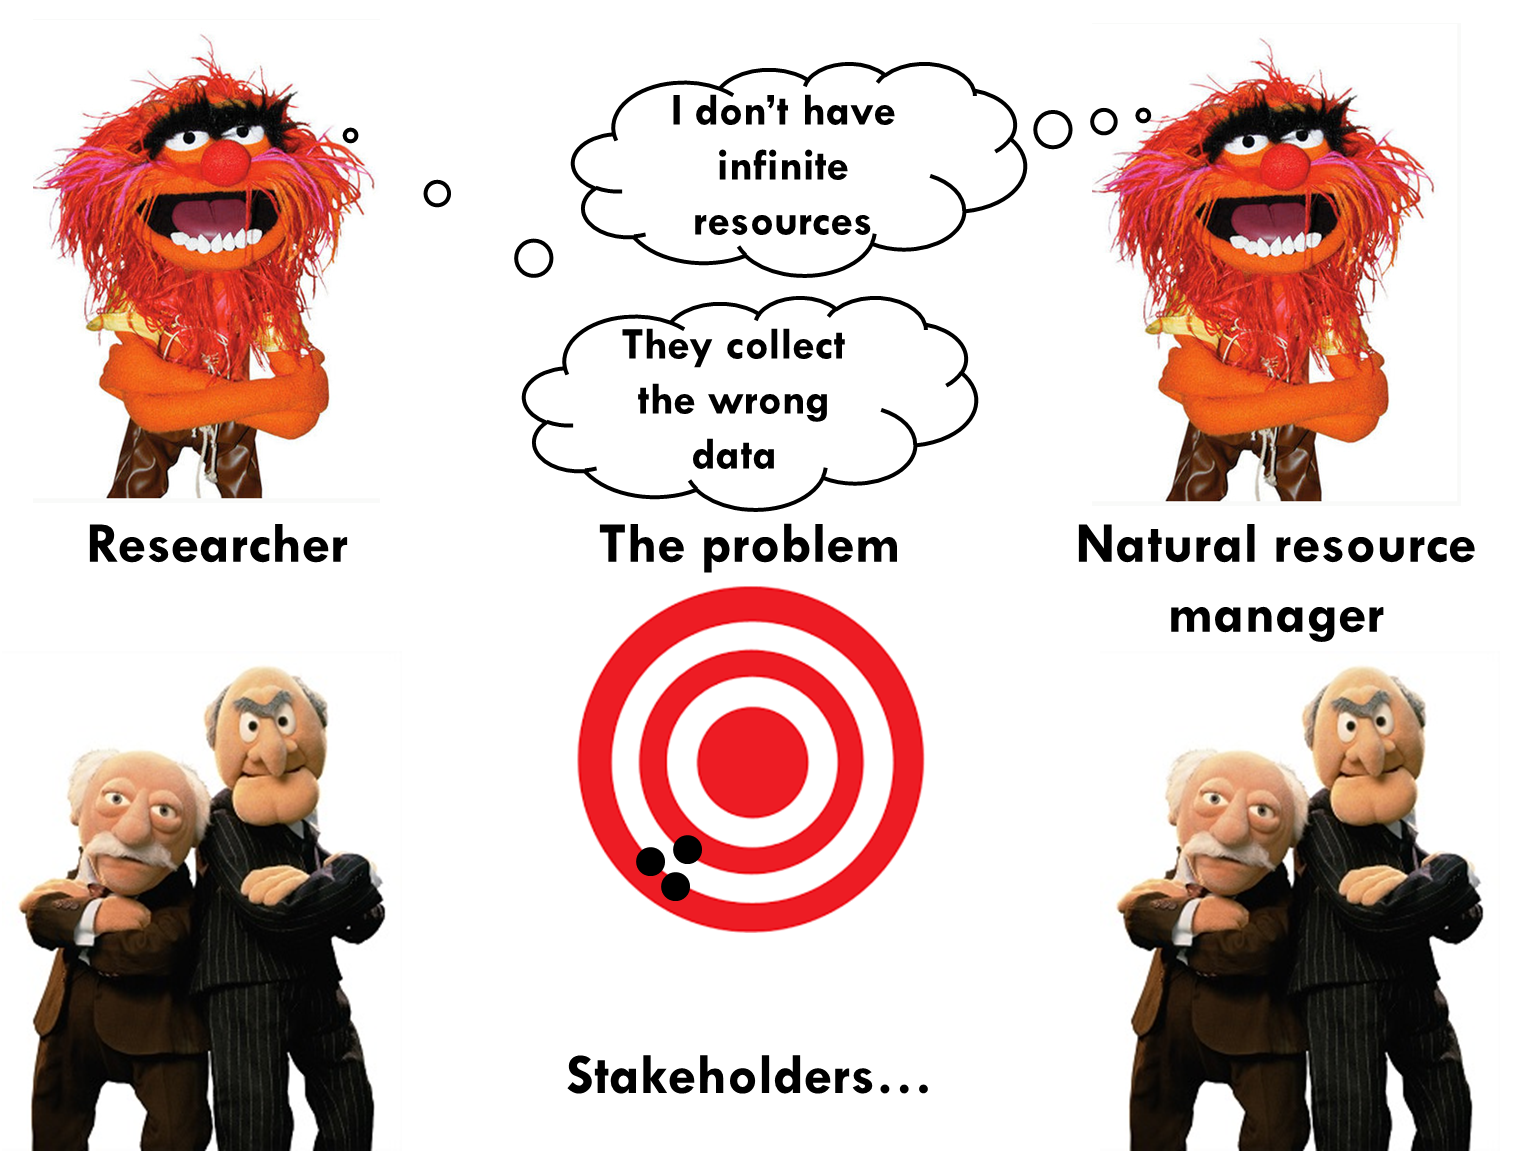 I don’t have
infinite
resources
They collect
the wrong
data
Researcher
The problem
Natural resource
manager
Stakeholders…